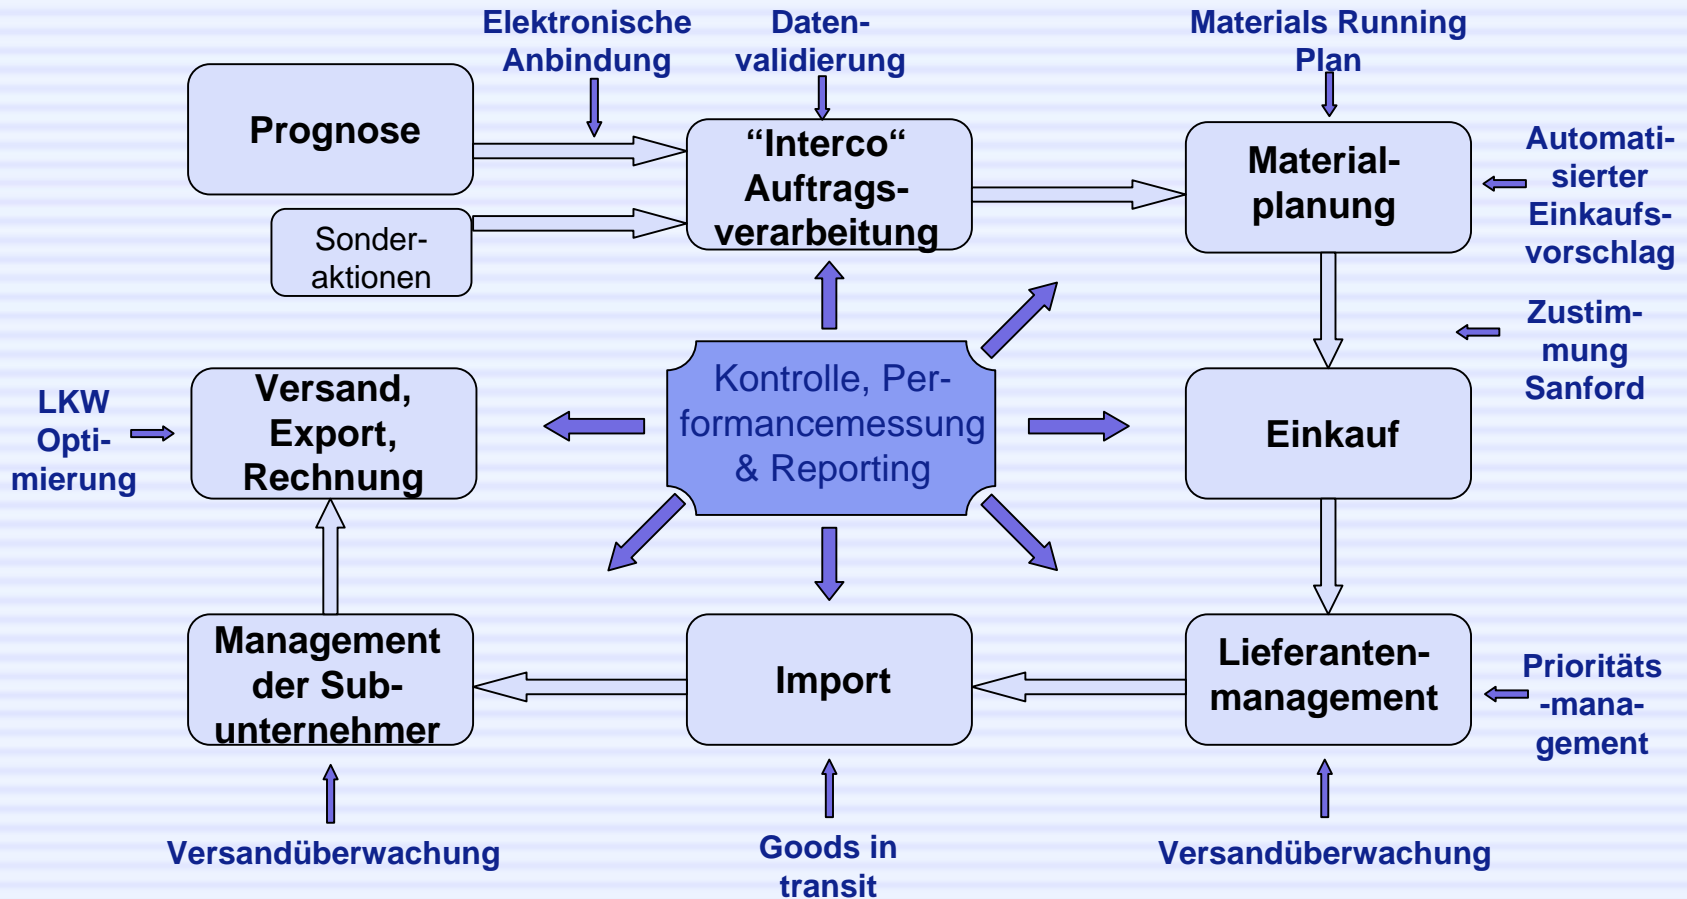 Elektronische
Anbindung
Daten-
validierung
Materials Running
Plan
Prognose
“Interco“
Auftrags-
verarbeitung
Material-
planung
Automati-
sierter
Einkaufs-
vorschlag
Sonder-
aktionen
Zustim-
mung
Sanford
LKW
Opti-
mierung
Versand,
Export,
Rechnung
Kontrolle, Per-
formancemessung
& Reporting
Einkauf
Management
der Sub-
unternehmer
Import
Lieferanten-
management
Prioritäts
-mana-
gement
Versandüberwachung
Goods in
transit
Versandüberwachung